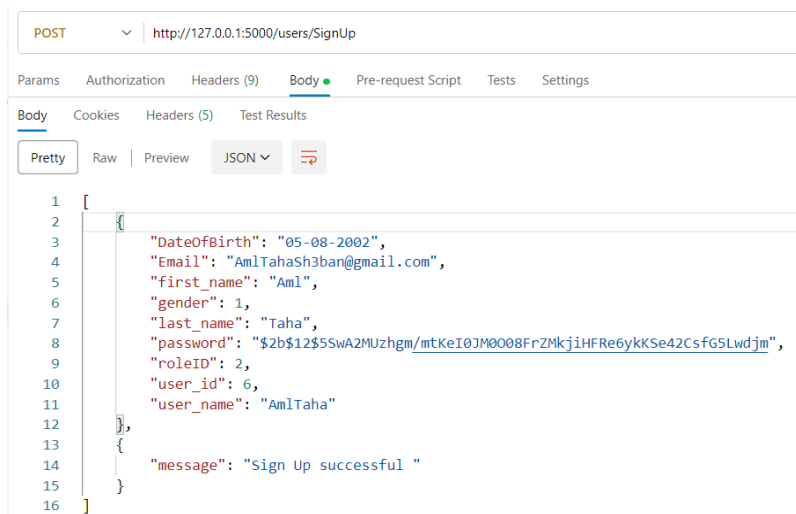 POST http://127.0.0.1:5000/users/SignUp
Params Authorization Headers (9) Body Pre-request Script Tests Settings
Body Cookies Headers (5) Test Results
Pretty Raw Preview JSON
1 [
2 {
3 "DateOfBirth": "05-08-2002",
4 "Email": "AmlTahaSh3ban@gmail.com",
5 "first_name": "Aml",
6 "gender": 1,
7 "last_name": "Taha",
8 "password": "$2b$12$5SwA2MUzhgm/mtKeI0JM0O08FrZMkjiHFRe6ykKSe42CsfG5Lwdjm",
9 "roleID": 2,
10 "user_id": 6,
11 "user_name": "AmlTaha"
12 },
13 {
14 "message": "Sign Up successful "
15 }
16 ]